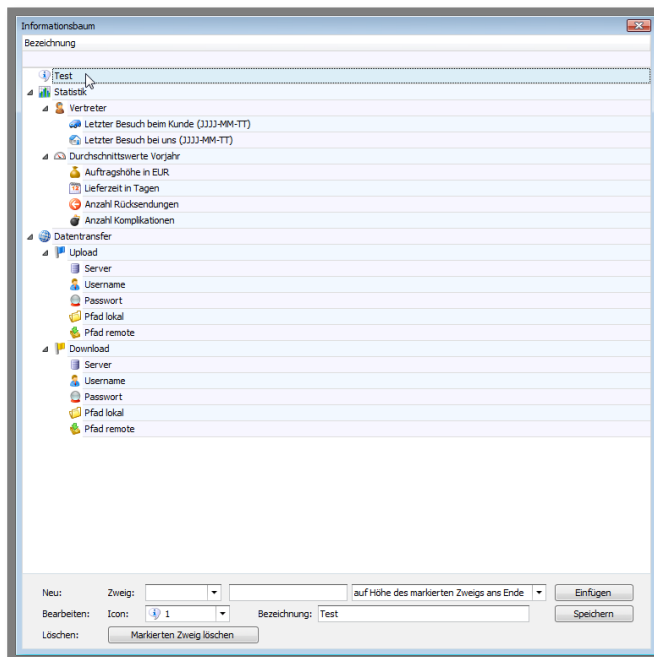 Informationsbaum
Bezeichnung
Test
Statistik
Vertreter
Letzter Besuch beim Kunde (JJJJ-MM-TT)
Letzter Besuch bei uns (JJJJ-MM-TT)
Durchschnittswerte Vorjahr
Auftragshöhe in EUR
Lieferzeit in Tagen
Anzahl Rücksendungen
Anzahl Komplikationen
Datentransfer
Upload
Server
Username
Passwort
Pfad lokal
Pfad remote
Download
Server
Username
Passwort
Pfad lokal
Pfad remote
Neu: Zweig: auf Höhe des markierten Zweigs ans Ende Einfügen
Bearbeiten: Icon: 1 Bezeichnung: Test Speichern
Löschen: Markierten Zweig löschen